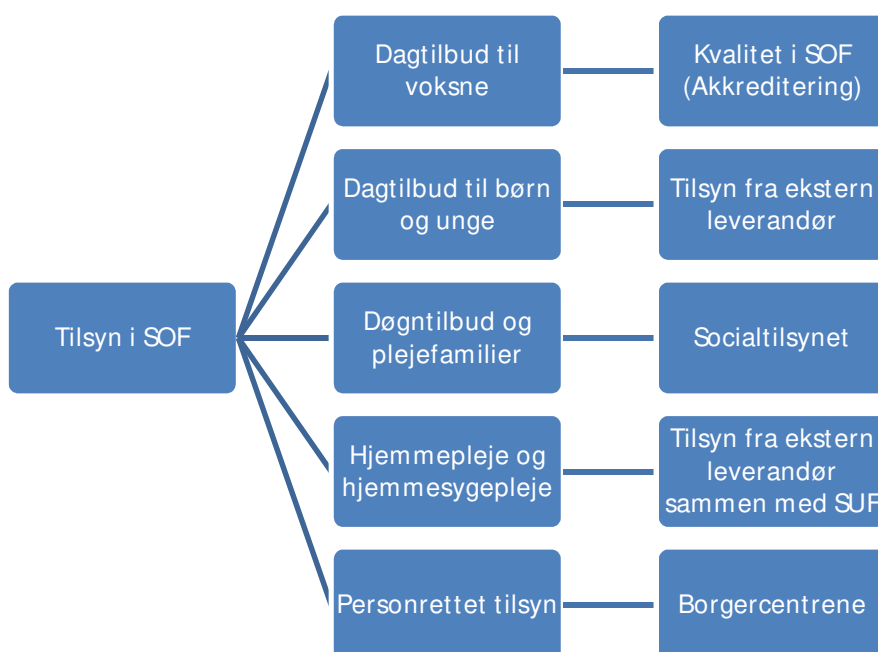 Tilsyn i SOF
Dagtilbud til
voksne
Kvalitet i SOF
(Akkreditering)
Dagtilbud til børn
og unge
Tilsyn fra ekstern
leverandør
Døgntilbud og
plejefamilier
Socialtilsynet
Hjemmepleje og
hjemmesygepleje
Tilsyn fra ekstern
leverandør
sammen med SUF
Personrettet tilsyn
Borgercentrene